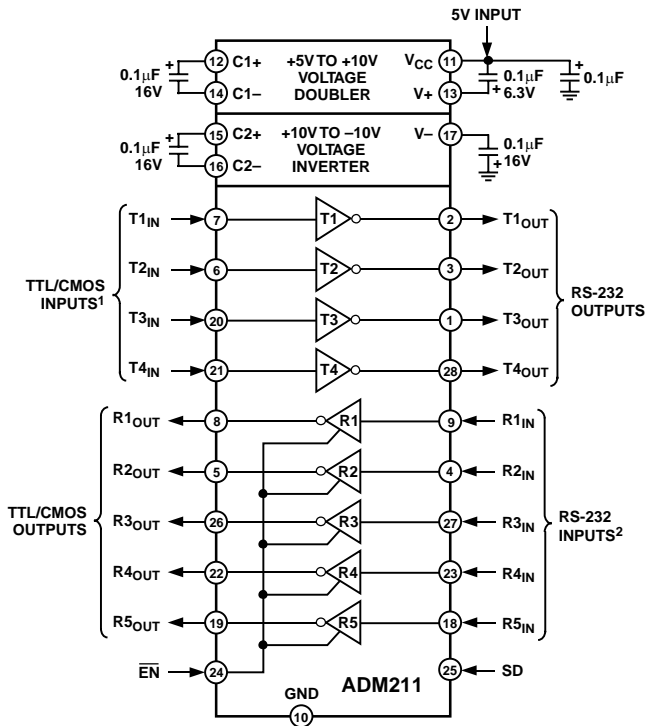 5V INPUT
0.1µF
16V
12 C1+
14 C1–
+5V TO +10V
VOLTAGE
DOUBLER
VCC 11
V+ 13
0.1µF
6.3V
0.1µF
0.1µF
16V
15 C2+
16 C2–
+10V TO –10V
VOLTAGE
INVERTER
V– 17
0.1µF
16V
TTL/CMOS
INPUTS1
T1IN 7 T1 2 T1OUT
T2IN 6 T2 3 T2OUT
T3IN 20 T3 1 T3OUT
T4IN 21 T4 28 T4OUT
RS-232
OUTPUTS
TTL/CMOS
OUTPUTS
R1OUT 8 R1 9 R1IN
R2OUT 5 R2 4 R2IN
R3OUT 26 R3 27 R3IN
R4OUT 22 R4 23 R4IN
R5OUT 19 R5 18 R5IN
RS-232
INPUTS2
EN 24
25 SD
ADM211
GND
10
+
+
+
+
+